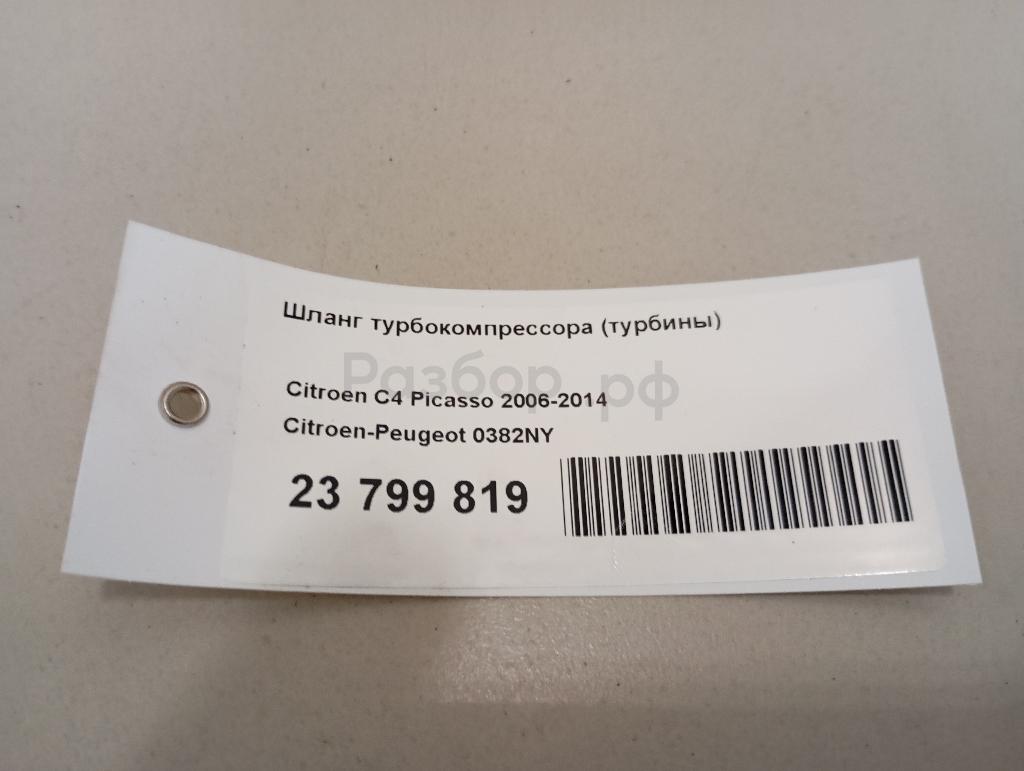 Шланг турбокомпрессора (турбины)
Разбор.рф
Citroen C4 Picasso 2006-2014
Citroen-Peugeot 0382NY
23 799 819